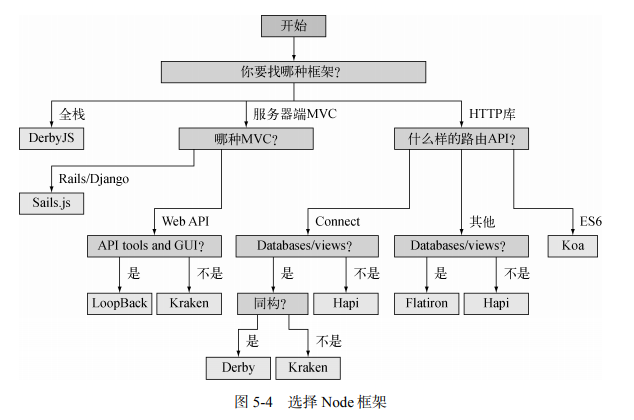 开始
你要找哪种框架?
全栈
服务器端MVC
HTTP库
DerbyJS
哪种MVC?
什么样的路由API?
Rails/Django
Sails.js
Web API
Connect
其他
ES6
API tools and GUI?
Databases/views?
Databases/views?
Koa
是
不是
是
不是
是
不是
LoopBack
Kraken
同构?
Hapi
Flatiron
Hapi
是
不是
Derby
Kraken
图 5-4 选择 Node 框架